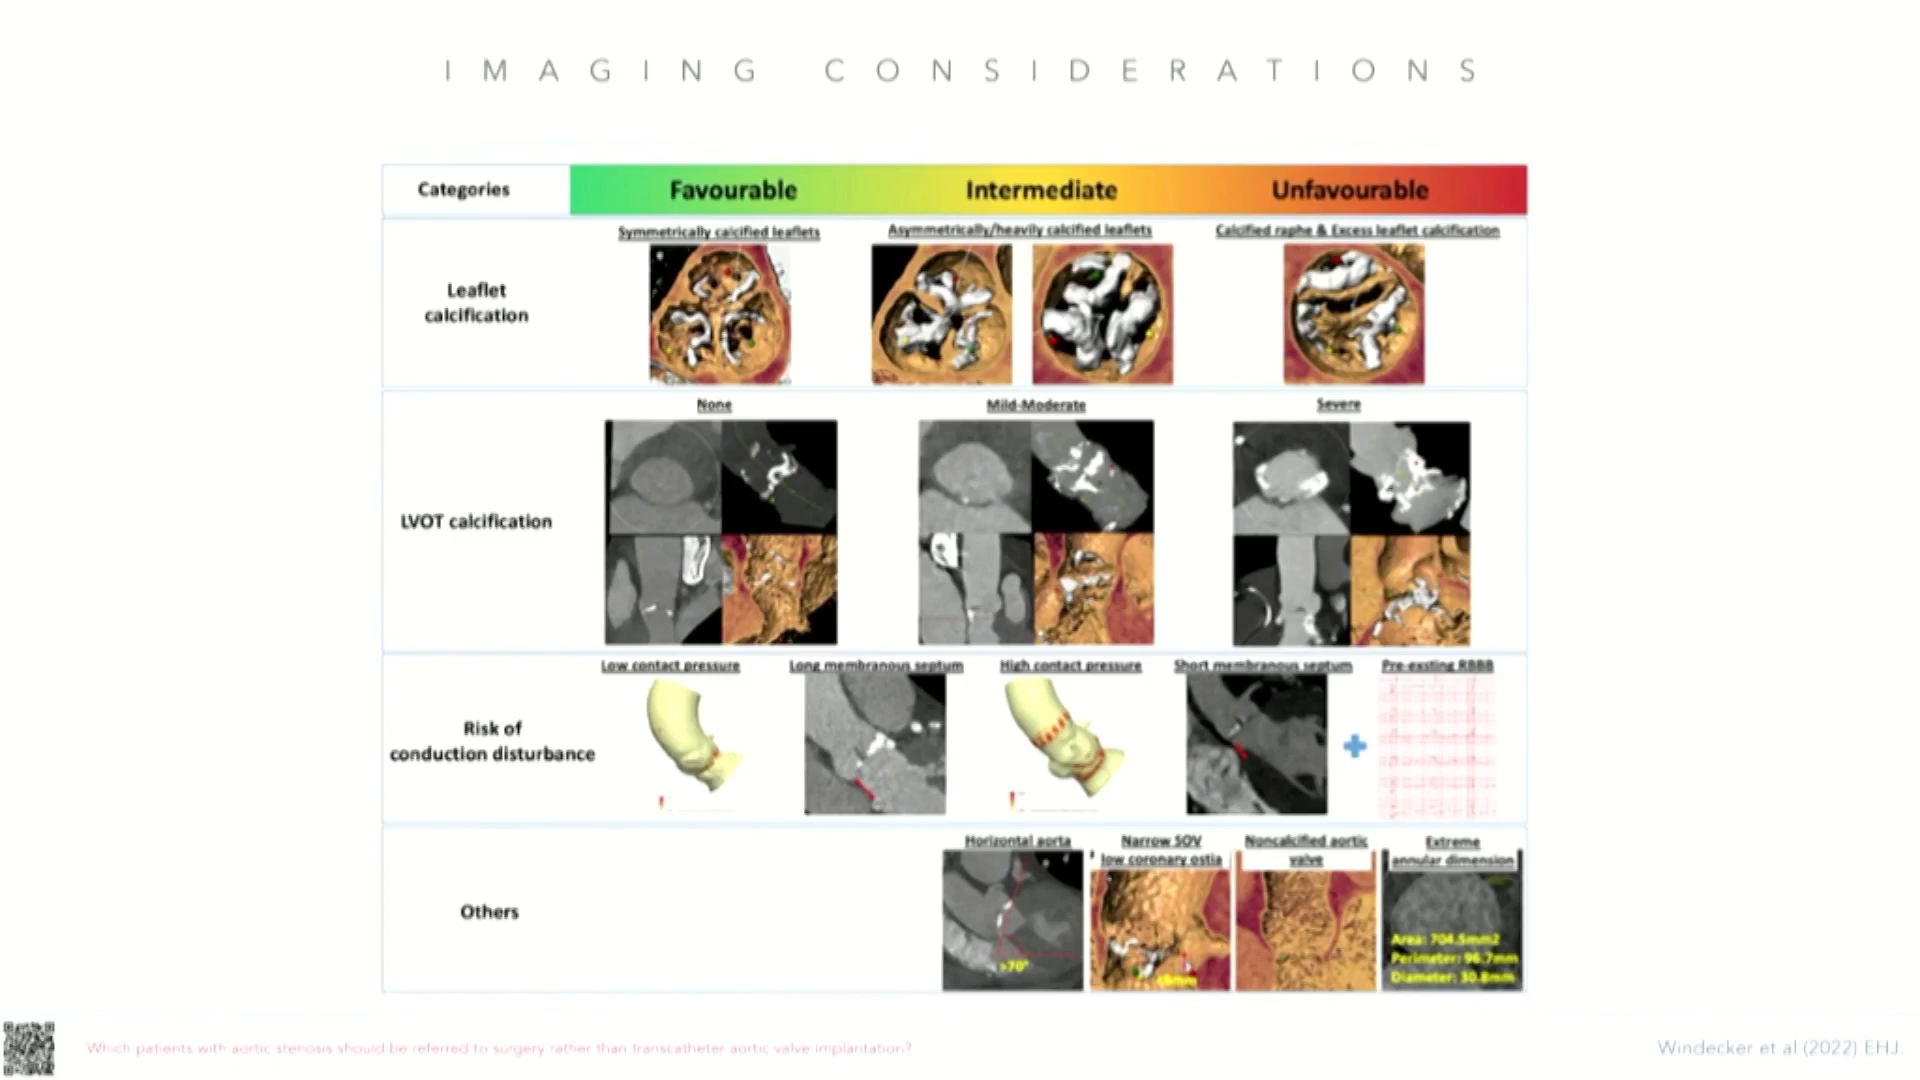 IMAGING CONSIDERATIONS
Categories
Favourable
Intermediate
Unfavourable
Symmetrically calcified leaflets
Asymmetrically/heavily calcified leaflets
Calcified raphe & Excess leaflet calcification
Leaflet
calcification
None
Mild-Moderate
Severe
LVOT calcification
Low contact pressure
Long membranous septum
High contact pressure
Short membranous septum
Pre-exsting RBBB
Risk of
conduction disturbance
Horizontal aorta
Narrow SOV
low coronary ostia
Noncalcified aortic
valve
Extreme
annular dimension
Others
>70°
Area: 704.5mm2
Perimeter: 96.7mm
Diameter: 30.8mm
Which patients with aortic stenosis should be referred to surgery rather than transcatheter aortic valve implantation?
Windecker et al (2022) EHJ.